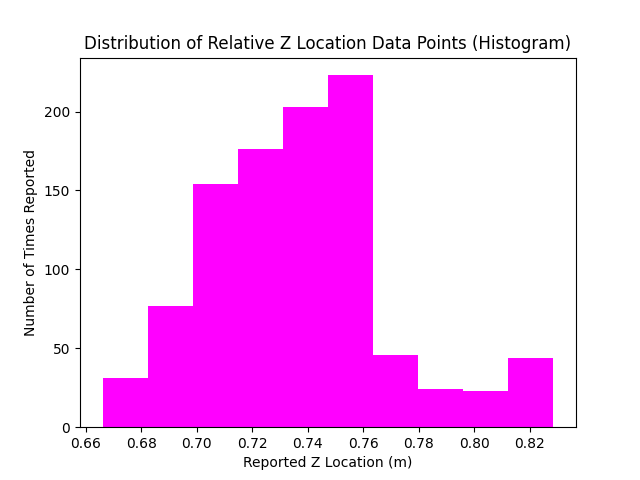 Distribution of Relative Z Location Data Points (Histogram)
200
150
100
50
0
Number of Times Reported
0.66 0.68 0.70 0.72 0.74 0.76 0.78 0.80 0.82
Reported Z Location (m)